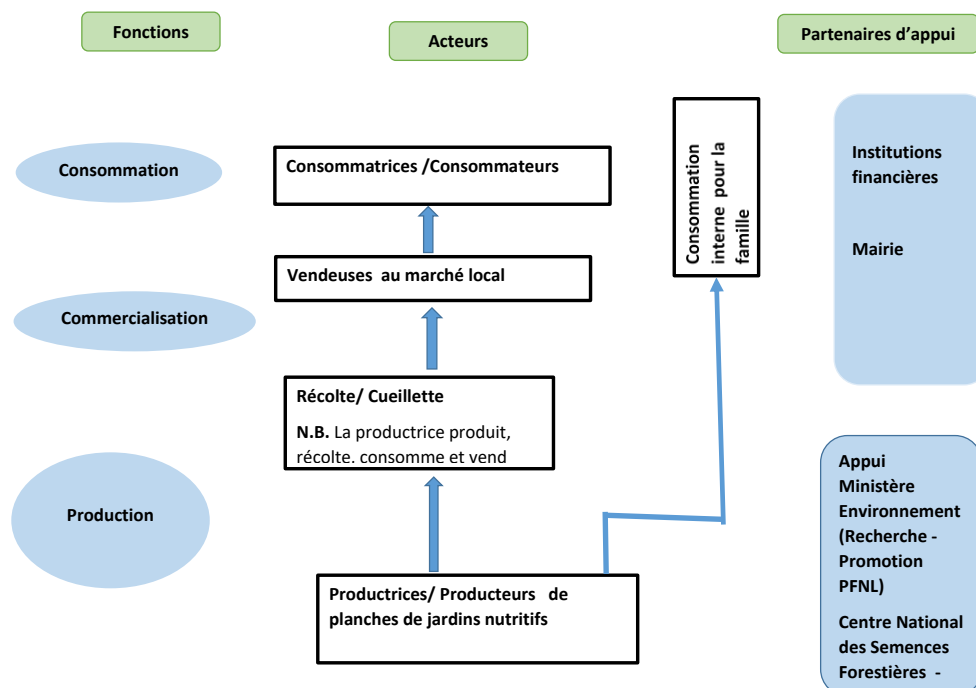 Fonctions
Acteurs
Partenaires d'appui
Consommation
Consommatrices /Consommateurs
Consommation
interne pour la
famille
Institutions
financières
Mairie
Vendeuses au marché local
Commercialisation
Récolte/ Cueillette
N.B. La productrice produit,
récolte. consomme et vend
Production
Appui
Ministère
Environnement
(Recherche -
Promotion
PFNL)
Centre National
des Semences
Forestières -
Productrices/ Producteurs de
planches de jardins nutritifs